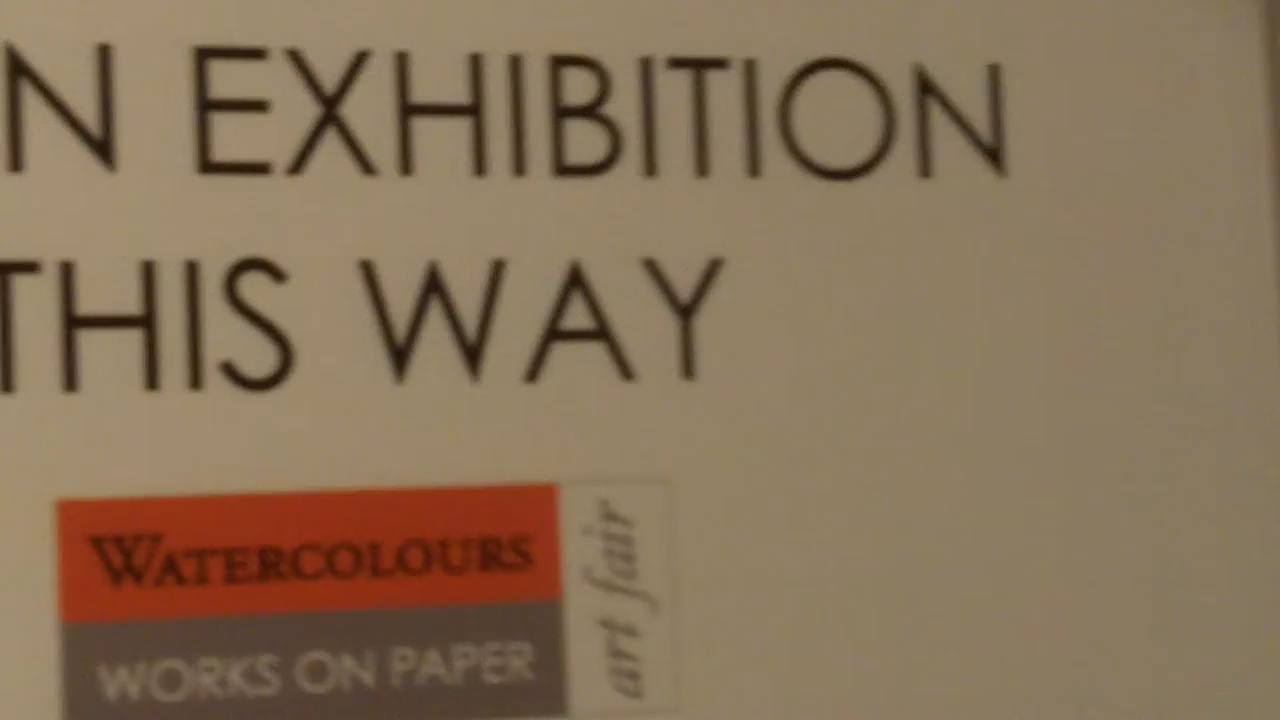 N EXHIBITION
THIS WAY
WATERCOLOURS
WORKS ON PAPER
art fair